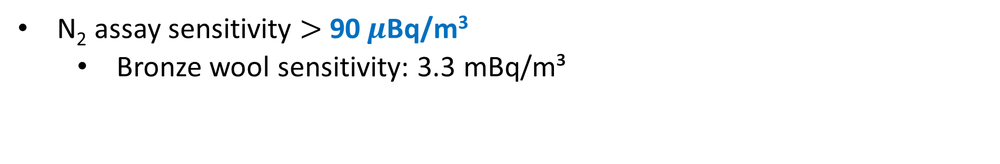 • N₂ assay sensitivity > 90 𝝁Bq/m³
• Bronze wool sensitivity: 3.3 mBq/m³